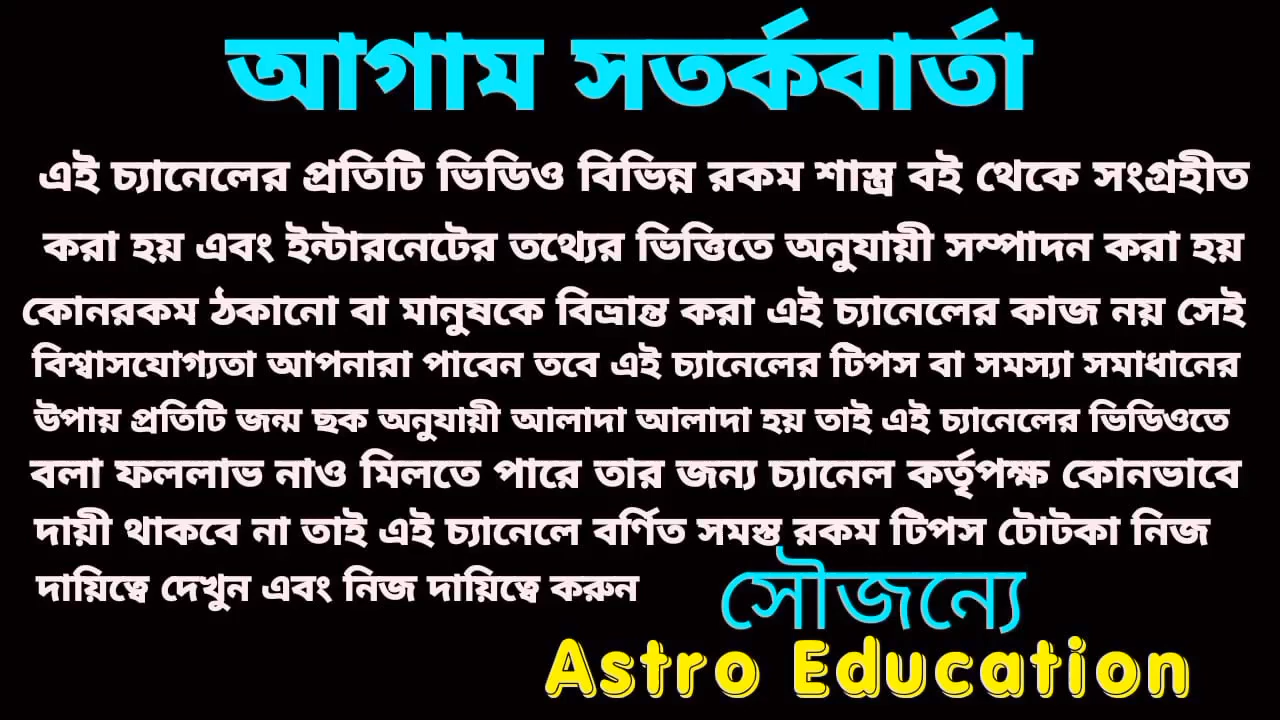 আগাম সতর্কবার্তা
এই চ্যানেলের প্রতিটি ভিডিও বিভিন্ন রকম শাস্ত্র বই থেকে সংগ্রহীত
করা হয় এবং ইন্টারনেটের তথ্যের ভিত্তিতে অনুযায়ী সম্পাদন করা হয়
কোনরকম ঠকানো বা মানুষকে বিভ্রান্ত করা এই চ্যানেলের কাজ নয় সেই
বিশ্বাসযোগ্যতা আপনারা পাবেন তবে এই চ্যানেলের টিপস বা সমস্যা সমাধানের
উপায় প্রতিটি জন্ম ছক অনুযায়ী আলাদা আলাদা হয় তাই এই চ্যানেলের ভিডিওতে
বলা ফললাভ নাও মিলতে পারে তার জন্য চ্যানেল কর্তৃপক্ষ কোনভাবে
দায়ী থাকবে না তাই এই চ্যানেলে বর্ণিত সমস্ত রকম টিপস টোটকা নিজ
দায়িত্বে দেখুন এবং নিজ দায়িত্বে করুন
সৌজন্যে
Astro Education